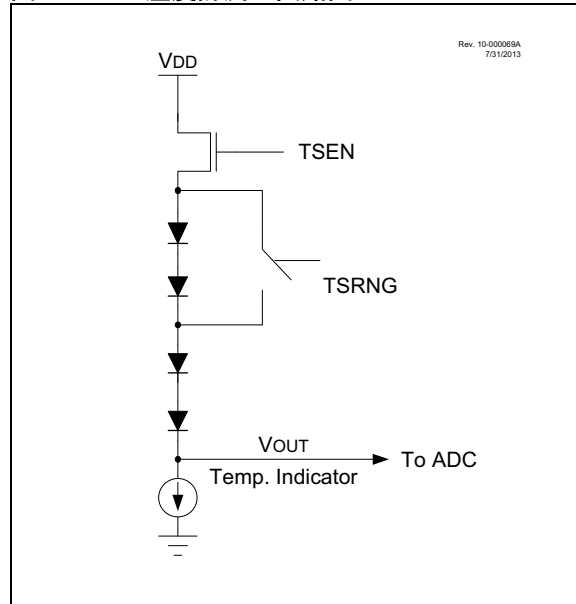 Rev. 10-000069A
7/31/2013
VDD
TSEN
TSRNG
VOUT
To ADC
Temp. Indicator